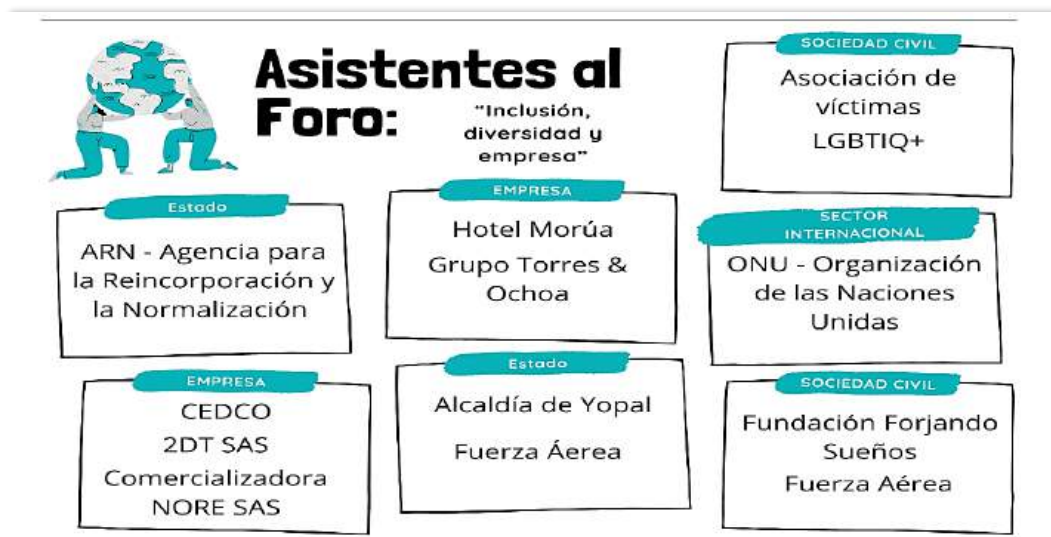 Asistentes al
Foro:
"Inclusión,
diversidad y
empresa"
SOCIEDAD CIVIL
Asociación de
víctimas
LGBTIQ+
Estado
ARN - Agencia para
la Reincorporación y
la Normalización
EMPRESA
Hotel Morúa
Grupo Torres &
Ochoa
SECTOR
INTERNACIONAL
ONU - Organización
de las Naciones
Unidas
EMPRESA
CEDCO
2DT SAS
Comercializadora
NORE SAS
Estado
Alcaldía de Yopal
Fuerza Áerea
SOCIEDAD CIVIL
Fundación Forjando
Sueños
Fuerza Aérea